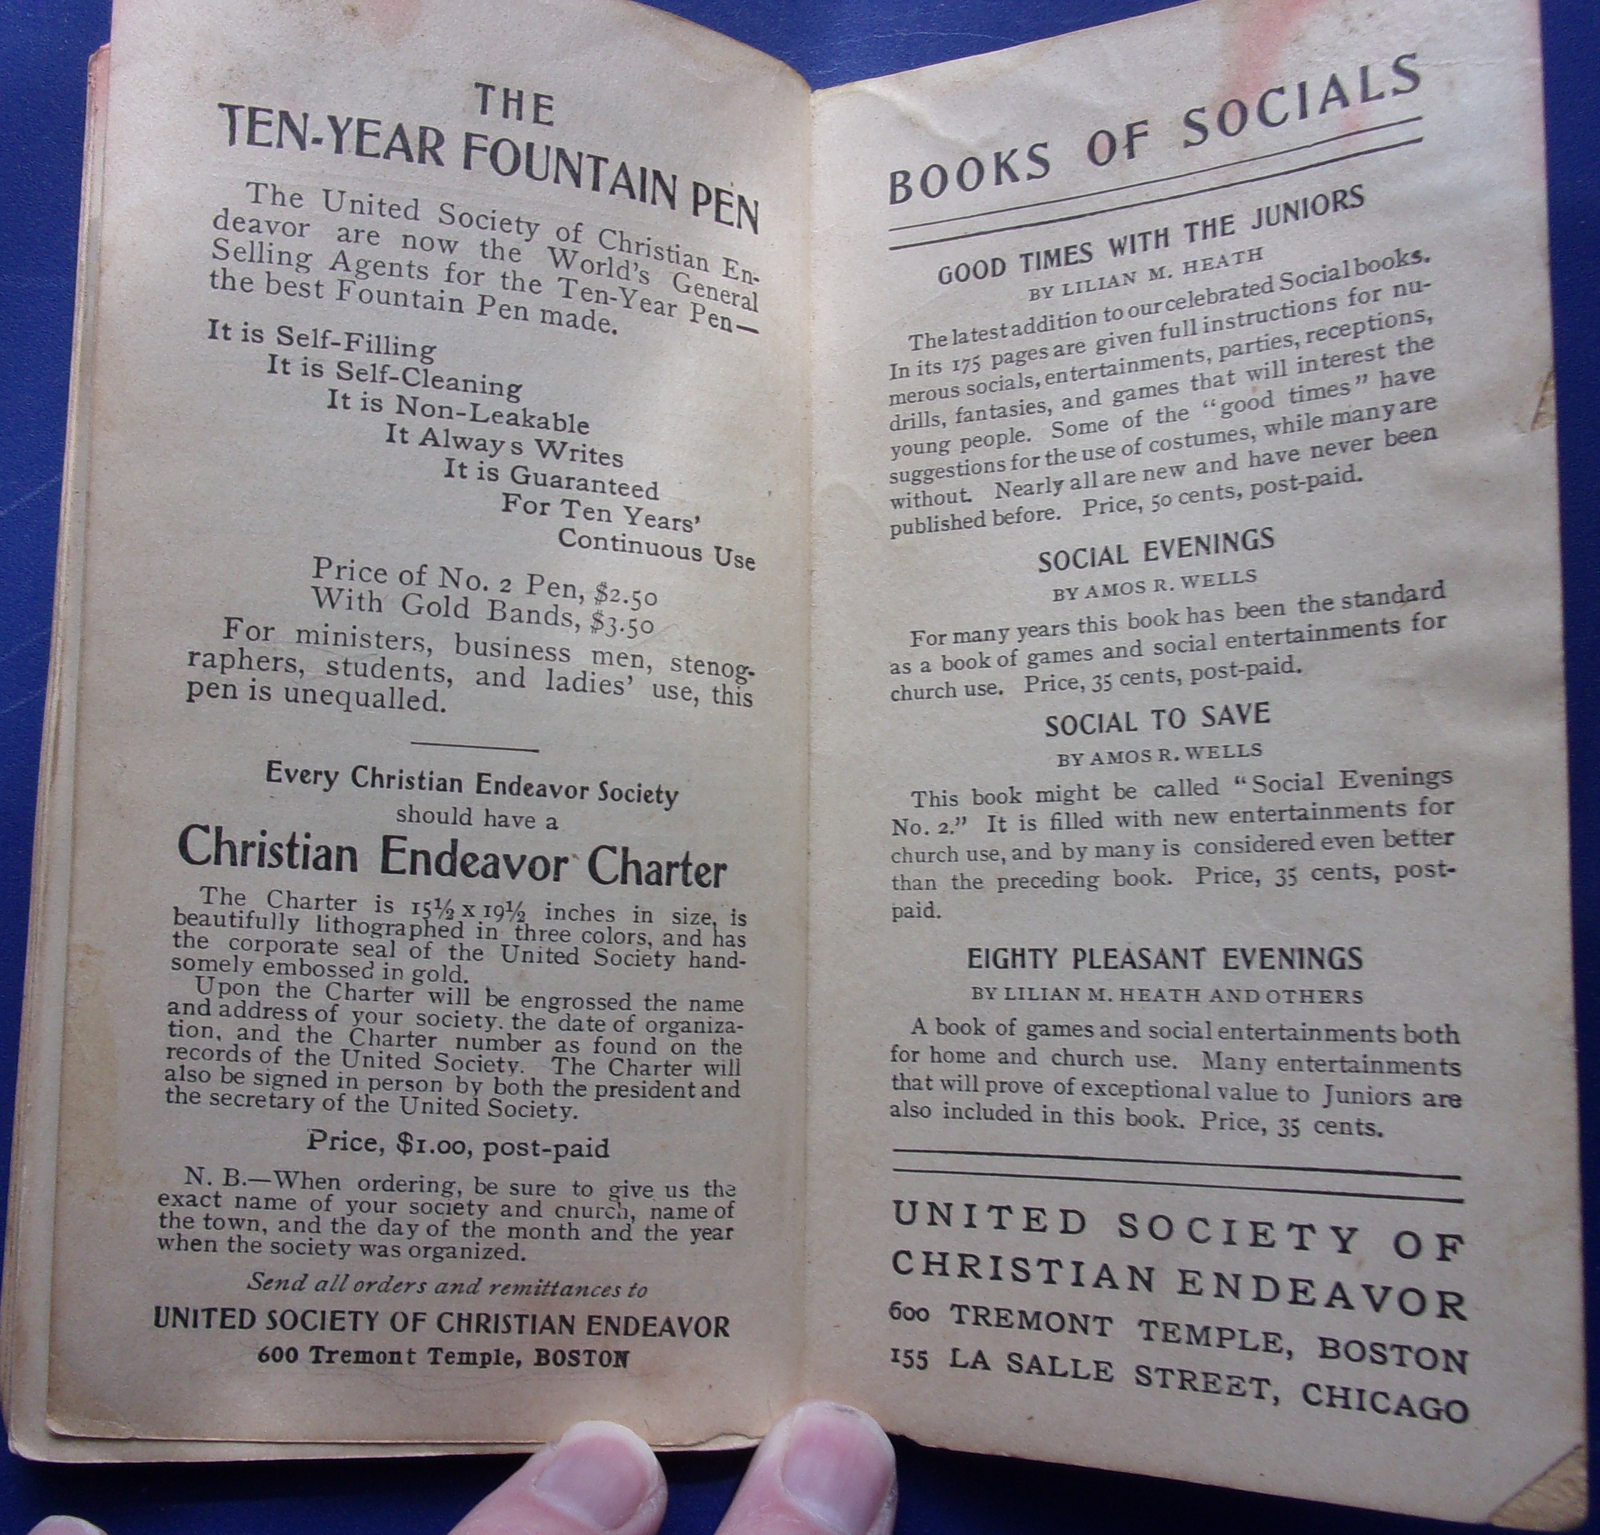 THE
TEN-YEAR FOUNTAIN PEN
The United Society of Christian En-
deavor are now the World's General
Selling Agents for the Ten-Year Pen—
the best Fountain Pen made.
It is Self-Filling
It is Self-Cleaning
It is Non-Leakable
It Always Writes
It is Guaranteed
For Ten Years'
Continuous Use
Price of No. 2 Pen, $2.50
With Gold Bands, $3.50
For ministers, business men, stenog-
raphers, students, and ladies' use, this
pen is unequalled.
Every Christian Endeavor Society
should have a
Christian Endeavor Charter
The Charter is 15½ x 19½ inches in size, is
beautifully lithographed in three colors, and has
the corporate seal of the United Society hand-
somely embossed in gold.
Upon the Charter will be engrossed the name
and address of your society. the date of organiza-
tion, and the Charter number as found on the
records of the United Society. The Charter will
also be signed in person by both the president and
the secretary of the United Society.
Price, $1.00, post-paid
N. B.—When ordering, be sure to give us the
exact name of your society and church, name of
the town, and the day of the month and the year
when the society was organized.
Send all orders and remittances to
UNITED SOCIETY OF CHRISTIAN ENDEAVOR
600 Tremont Temple, BOSTON
BOOKS OF SOCIALS
GOOD TIMES WITH THE JUNIORS
BY LILIAN M. HEATH
The latest addition to our celebrated Social books.
In its 175 pages are given full instructions for nu-
merous socials, entertainments, parties, receptions,
drills, fantasies, and games that will interest the
young people. Some of the "good times" have
suggestions for the use of costumes, while many are
without. Nearly all are new and have never been
published before. Price, 50 cents, post-paid.
SOCIAL EVENINGS
BY AMOS R. WELLS
For many years this book has been the standard
as a book of games and social entertainments for
church use. Price, 35 cents, post-paid.
SOCIAL TO SAVE
BY AMOS R. WELLS
This book might be called "Social Evenings
No. 2." It is filled with new entertainments for
church use, and by many is considered even better
than the preceding book. Price, 35 cents, post-
paid.
EIGHTY PLEASANT EVENINGS
BY LILIAN M. HEATH AND OTHERS
A book of games and social entertainments both
for home and church use. Many entertainments
that will prove of exceptional value to Juniors are
also included in this book. Price, 35 cents.
UNITED SOCIETY OF
CHRISTIAN ENDEAVOR
600 TREMONT TEMPLE, BOSTON
155 LA SALLE STREET, CHICAGO